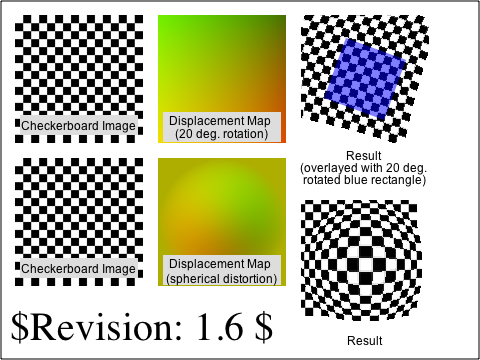 Checkerboard Image
Displacement Map
(20 deg. rotation)
Result
(overlayed with 20 deg.
rotated blue rectangle)
Checkerboard Image
Displacement Map
(spherical distortion)
Result
$Revision: 1.6 $